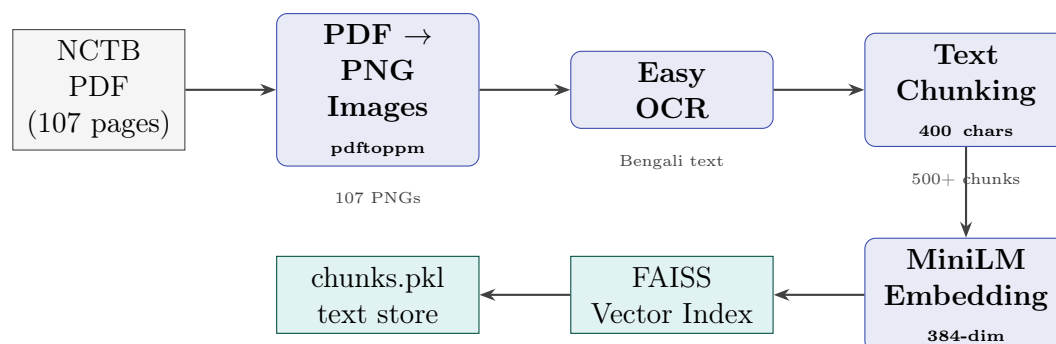 NCTB
PDF
(107 pages)
PDF →
PNG
Images
pdftoppm
107 PNGs
Easy
OCR
Bengali text
Text
Chunking
400 chars
500+ chunks
MiniLM
Embedding
384-dim
FAISS
Vector Index
chunks.pkl
text store